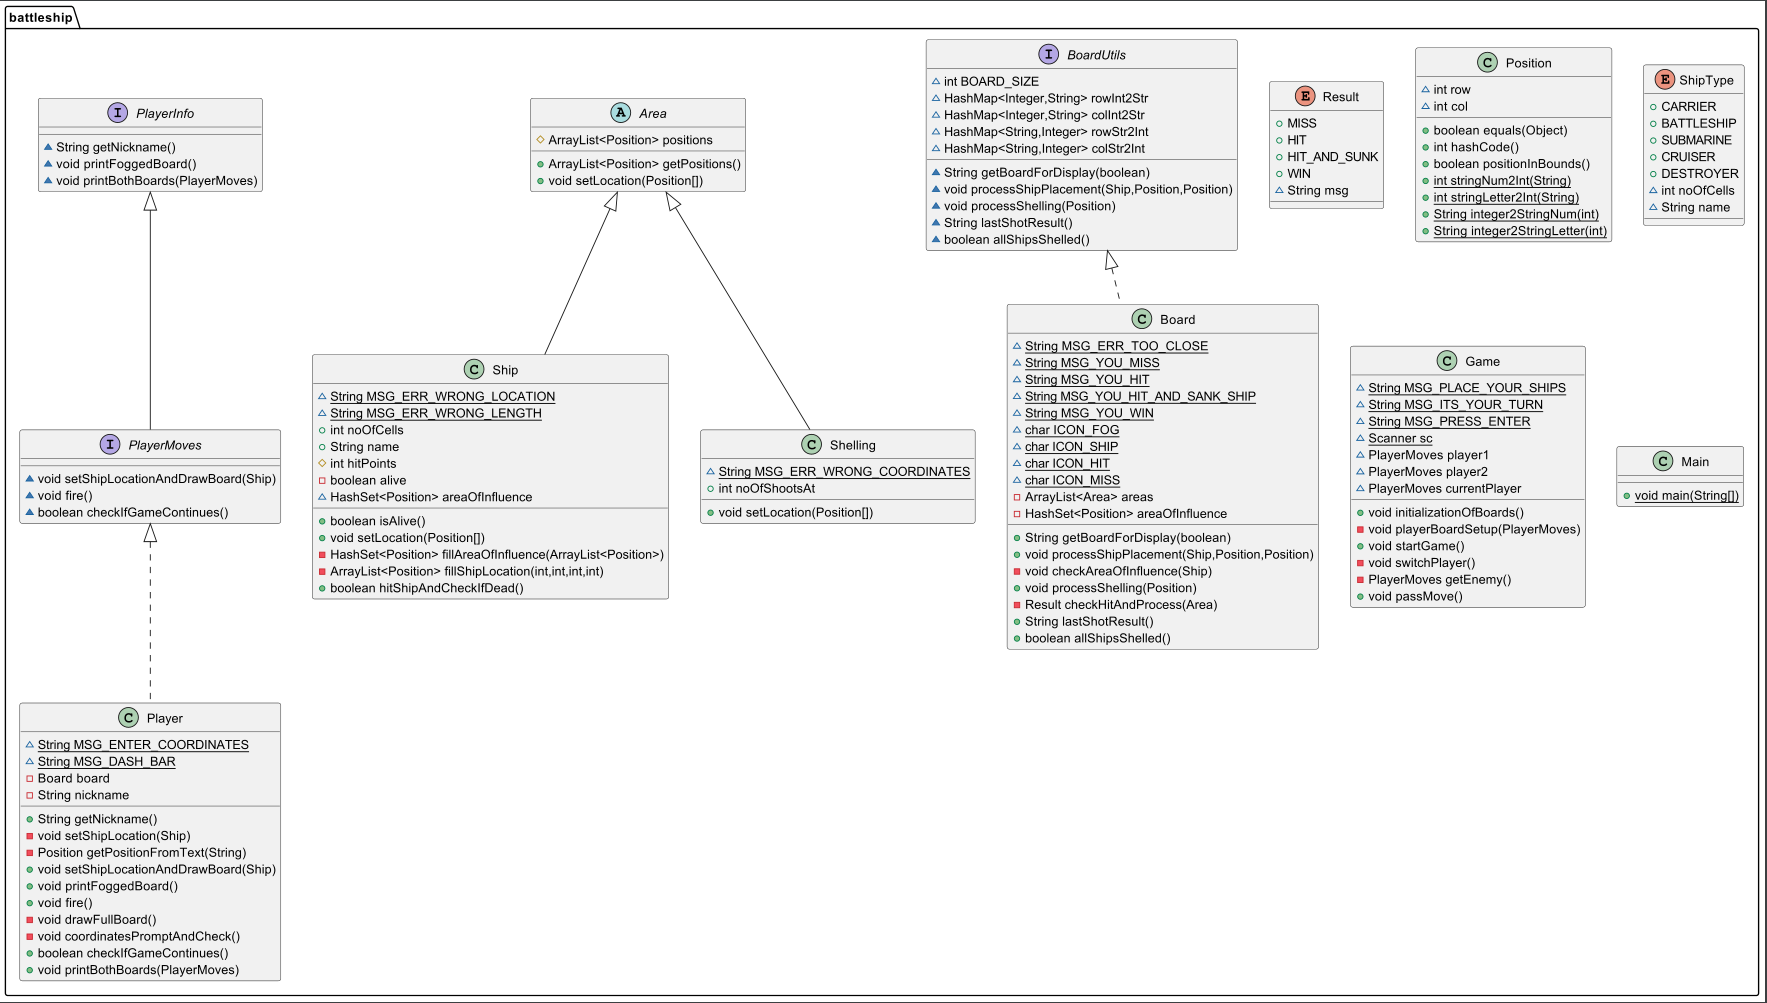 battleship
I PlayerInfo
String getNickname()
void printFoggedBoard()
void printBothBoards(PlayerMoves)
A Area
ArrayList<Position> positions
ArrayList<Position> getPositions()
void setLocation(Position[])
I BoardUtils
int BOARD_SIZE
HashMap<Integer,String> rowInt2Str
HashMap<Integer,String> colInt2Str
HashMap<String,Integer> rowStr2Int
HashMap<String,Integer> colStr2Int
String getBoardForDisplay(boolean)
void processShipPlacement(Ship,Position,Position)
void processShelling(Position)
String lastShotResult()
boolean allShipsShelled()
E Result
MISS
HIT
HIT_AND_SUNK
WIN
String msg
C Position
int row
int col
boolean equals(Object)
int hashCode()
boolean positionInBounds()
int stringNum2Int(String)
int stringLetter2Int(String)
String integer2StringNum(int)
String integer2StringLetter(int)
E ShipType
CARRIER
BATTLESHIP
SUBMARINE
CRUISER
DESTROYER
int noOfCells
String name
I PlayerMoves
void setShipLocationAndDrawBoard(Ship)
void fire()
boolean checkIfGameContinues()
C Ship
String MSG_ERR_WRONG_LOCATION
String MSG_ERR_WRONG_LENGTH
int noOfCells
String name
int hitPoints
boolean alive
HashSet<Position> areaOfInfluence
boolean isAlive()
void setLocation(Position[])
HashSet<Position> fillAreaOfInfluence(ArrayList<Position>)
ArrayList<Position> fillShipLocation(int,int,int,int)
boolean hitShipAndCheckIfDead()
C Shelling
String MSG_ERR_WRONG_COORDINATES
int noOfShootsAt
void setLocation(Position[])
C Board
String MSG_ERR_TOO_CLOSE
String MSG_YOU_MISS
String MSG_YOU_HIT
String MSG_YOU_HIT_AND_SANK_SHIP
String MSG_YOU_WIN
char ICON_FOG
char ICON_SHIP
char ICON_HIT
char ICON_MISS
ArrayList<Area> areas
HashSet<Position> areaOfInfluence
String getBoardForDisplay(boolean)
void processShipPlacement(Ship,Position,Position)
void checkAreaOfInfluence(Ship)
void processShelling(Position)
Result checkHitAndProcess(Area)
String lastShotResult()
boolean allShipsShelled()
C Game
String MSG_PLACE_YOUR_SHIPS
String MSG_ITS_YOUR_TURN
String MSG_PRESS_ENTER
Scanner sc
PlayerMoves player1
PlayerMoves player2
PlayerMoves currentPlayer
void initializationOfBoards()
void playerBoardSetup(PlayerMoves)
void startGame()
void switchPlayer()
PlayerMoves getEnemy()
void passMove()
C Main
void main(String[])
C Player
String MSG_ENTER_COORDINATES
String MSG_DASH_BAR
Board board
String nickname
String getNickname()
void setShipLocation(Ship)
Position getPositionFromText(String)
void setShipLocationAndDrawBoard(Ship)
void printFoggedBoard()
void fire()
void drawFullBoard()
void coordinatesPromptAndCheck()
boolean checkIfGameContinues()
void printBothBoards(PlayerMoves)